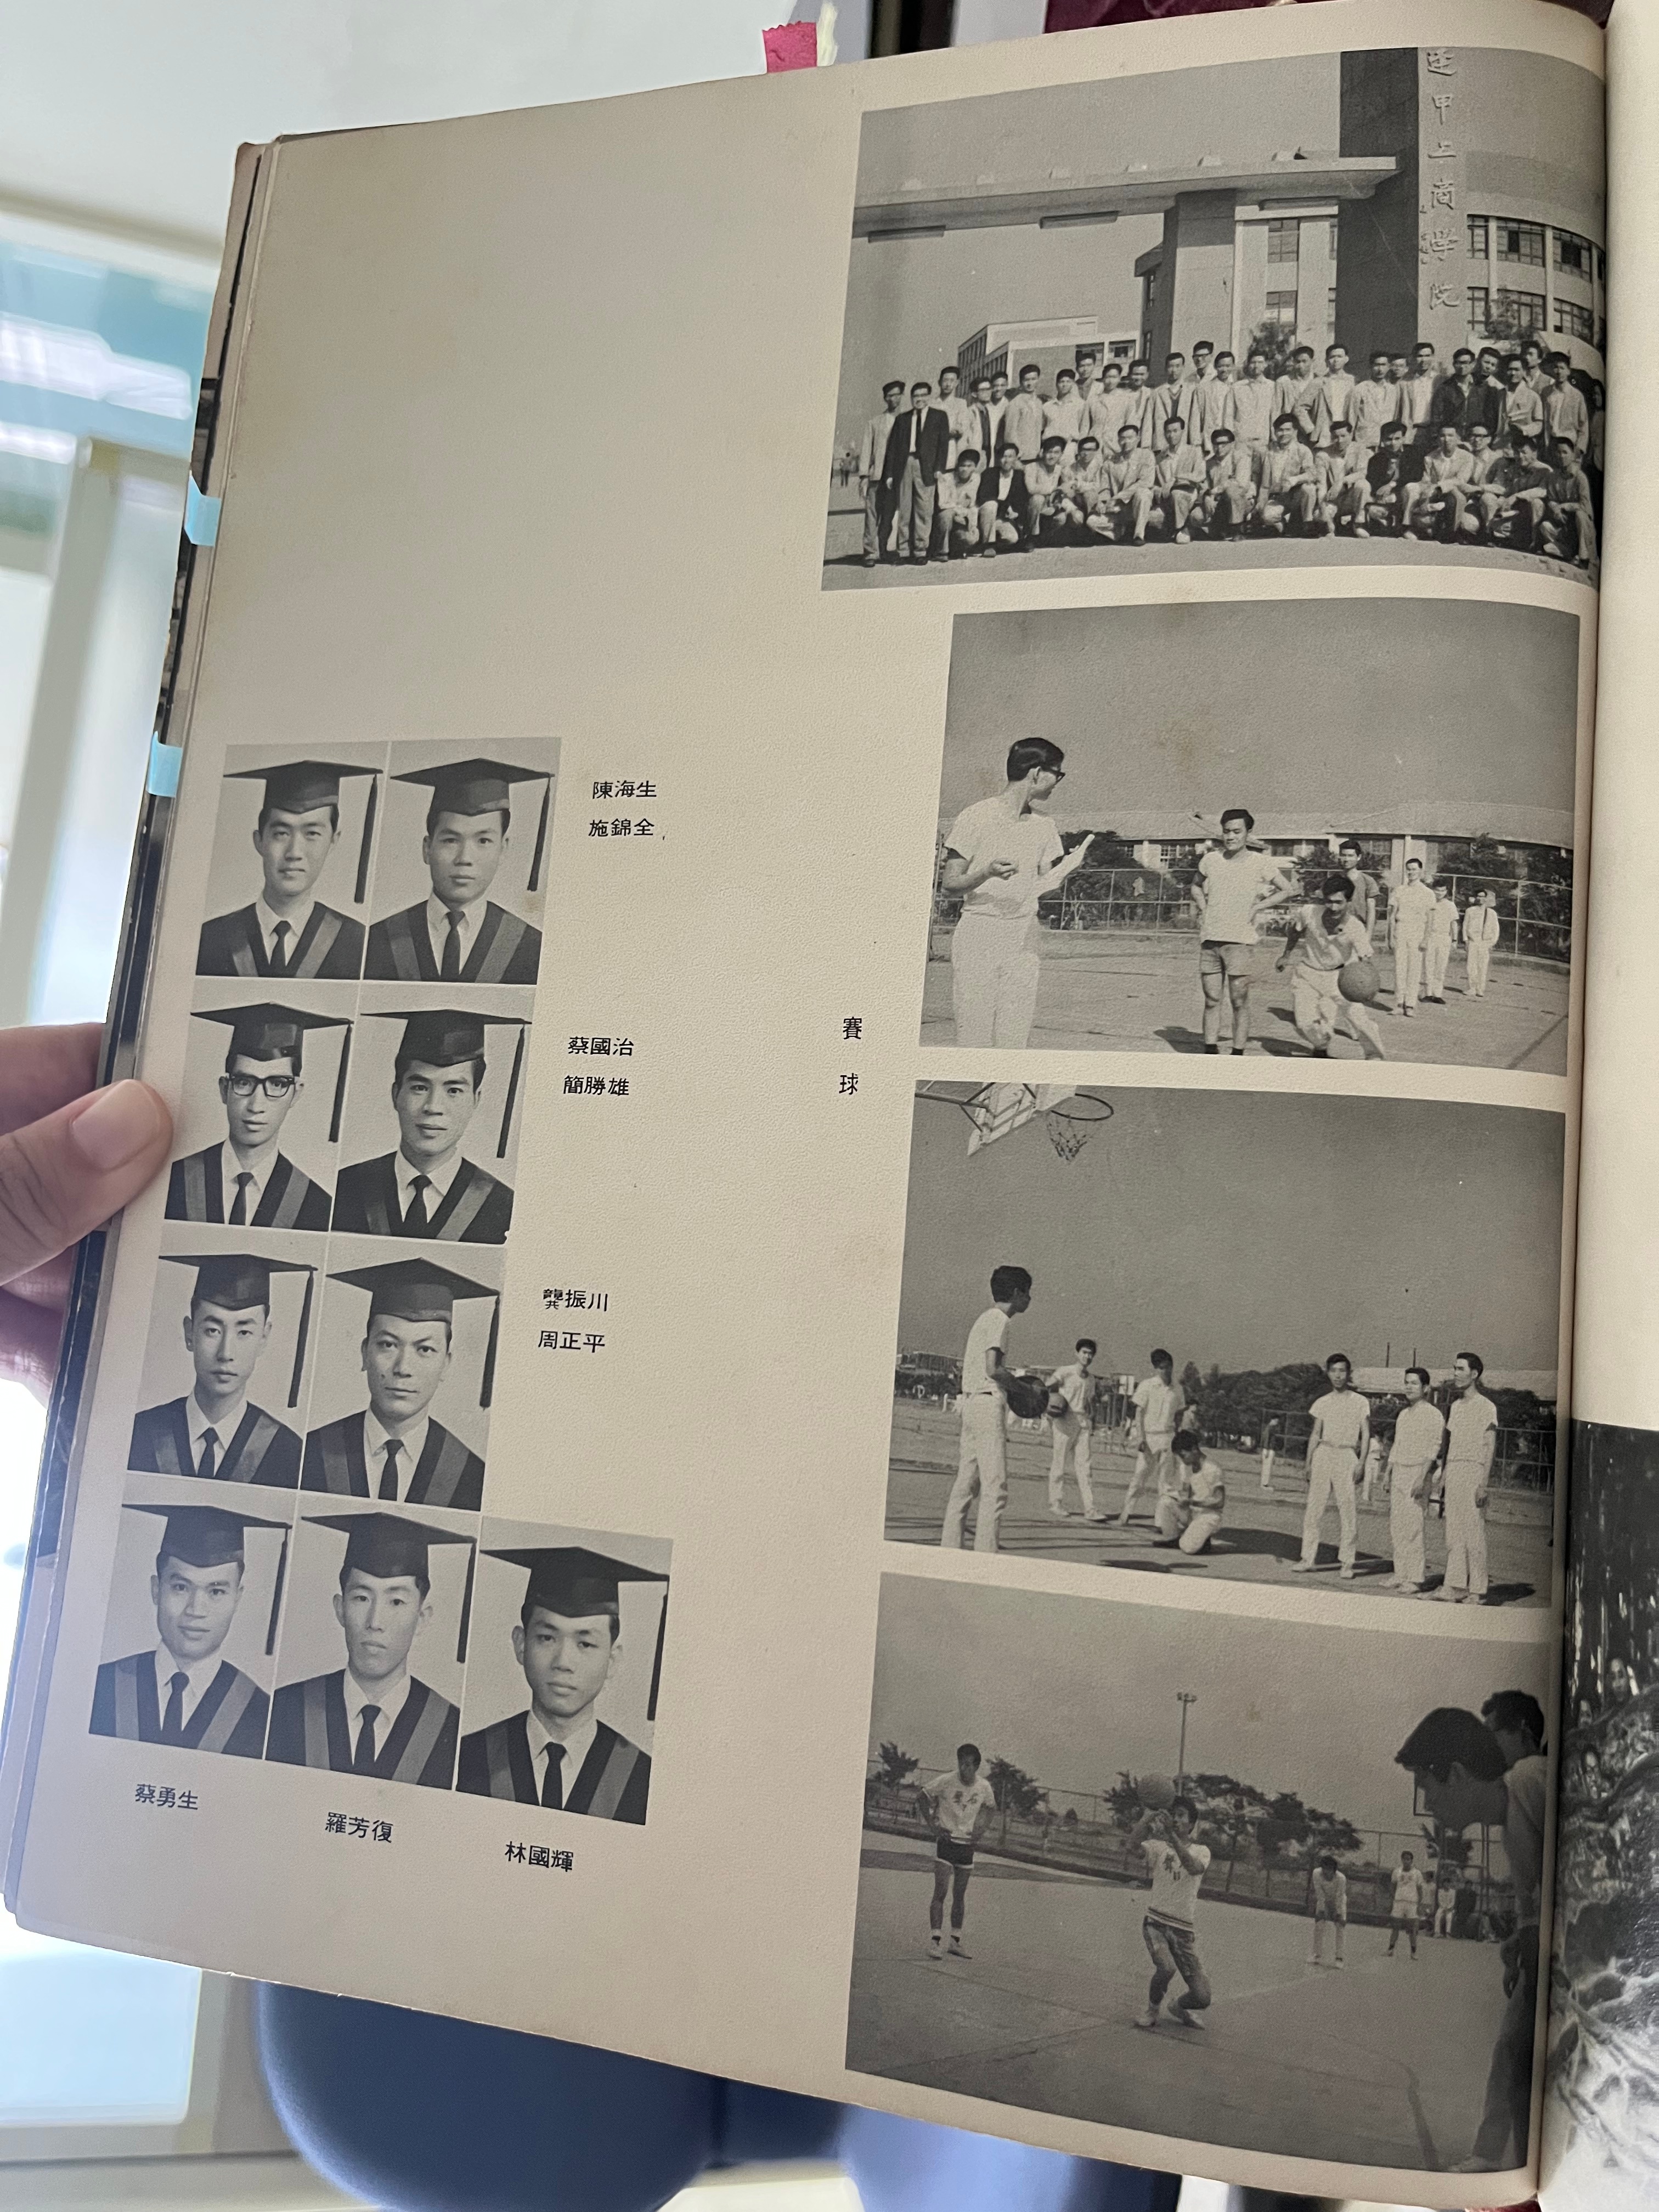 逢甲工商學院
陳海生
施錦全
蔡國治
簡勝雄
賽球
龔振川
周正平
蔡勇生
羅芳復
林國輝